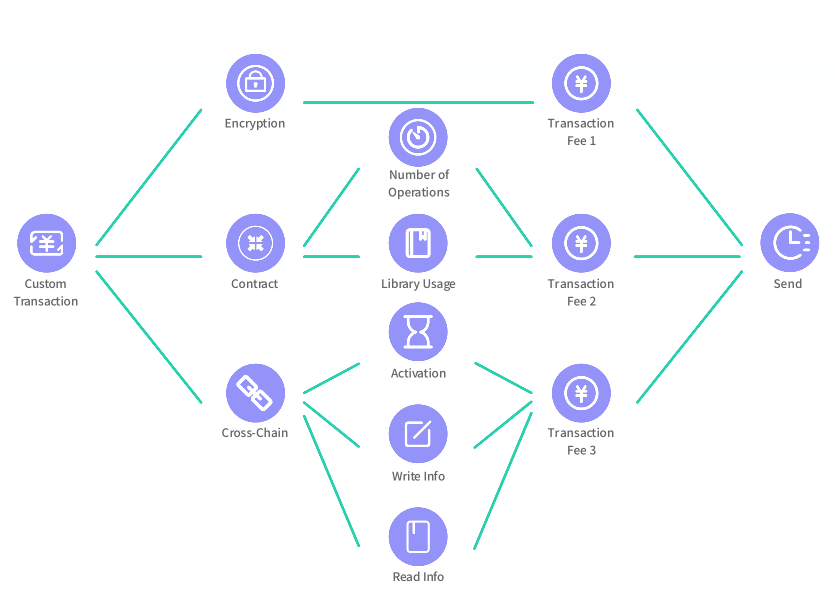 Encryption
Transaction
Fee 1
Number of
Operations
Custom
Transaction
Contract
Library Usage
Transaction
Fee 2
Send
Activation
Cross-Chain
Transaction
Fee 3
Write Info
Read Info